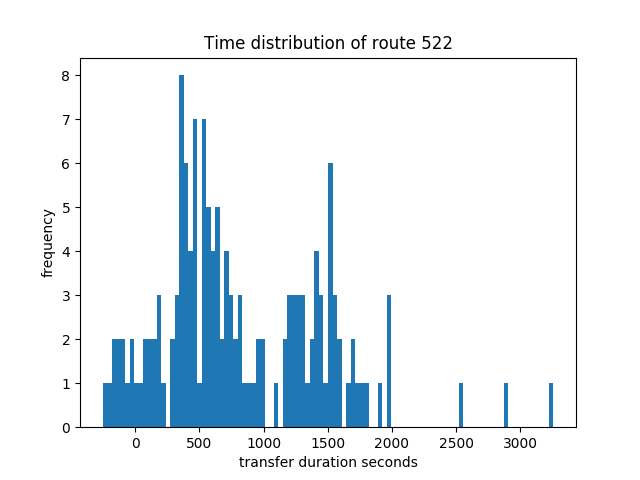 Time distribution of route 522
frequency
8
7
6
5
4
3
2
1
0
0 500 1000 1500 2000 2500 3000
transfer duration seconds